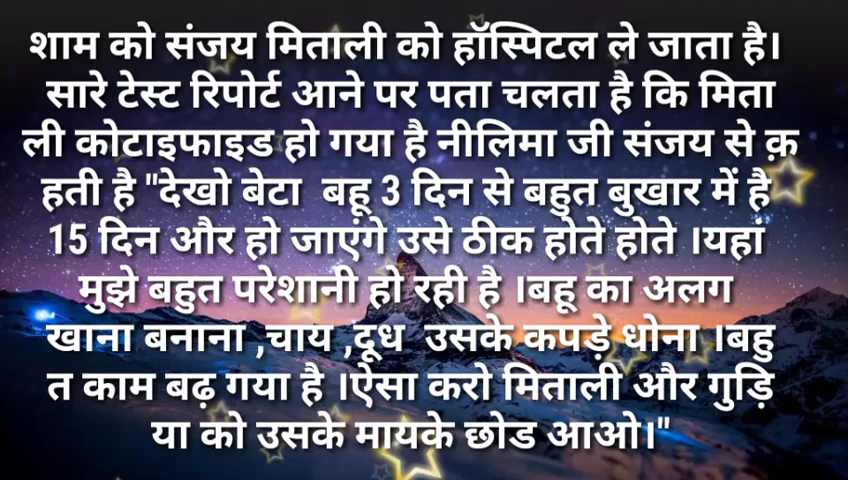 शाम को संजय मिताली को हॉस्पिटल ले जाता है।
सारे टेस्ट रिपोर्ट आने पर पता चलता है कि मिता
ली कोटाइफाइड हो गया है नीलिमा जी संजय से क़
हती है "देखो बेटा बहू 3 दिन से बहुत बुखार में है
15 दिन और हो जाएंगे उसे ठीक होते होते ।यहां
मुझे बहुत परेशानी हो रही है ।बहू का अलग
खाना बनाना ,चाय ,दूध उसके कपड़े धोना ।बहु
त काम बढ़ गया है ।ऐसा करो मिताली और गुड़ि
या को उसके मायके छोड आओ।"